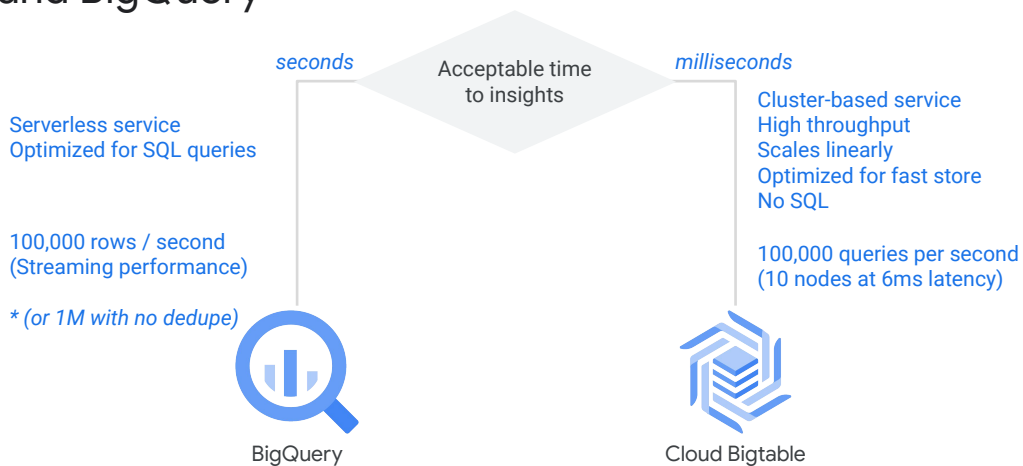 and BigQuery
seconds
Acceptable time
to insights
milliseconds
Serverless service
Optimized for SQL queries
100,000 rows / second
(Streaming performance)
* (or 1M with no dedupe)
Cluster-based service
High throughput
Scales linearly
Optimized for fast store
No SQL
100,000 queries per second
(10 nodes at 6ms latency)
BigQuery
Cloud Bigtable